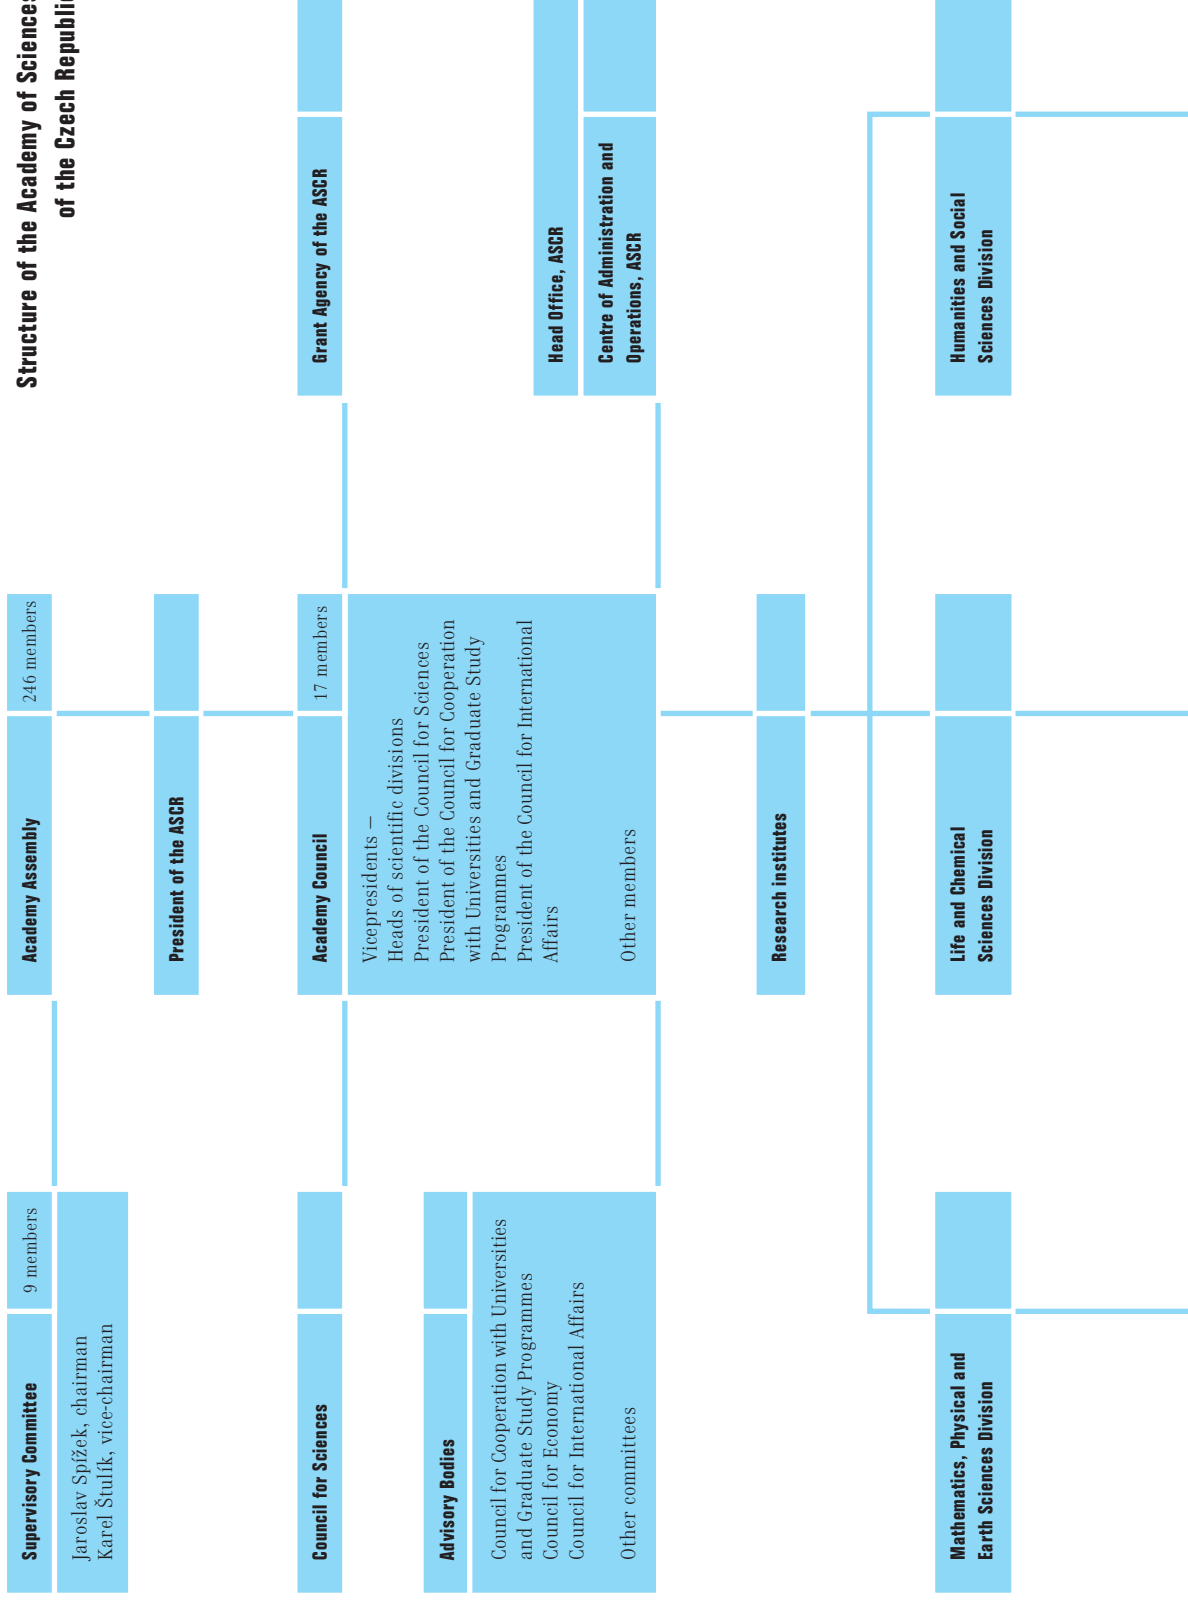 Structure of the Academy of Sciences
of the Czech Republic
Supervisory Committee 9 members
Jaroslav Spížek, chairman
Karel Štulík, vice-chairman
Academy Assembly 246 members
President of the ASCR
Council for Sciences
Academy Council 17 members
Vicepresidents –
Heads of scientific divisions
President of the Council for Sciences
President of the Council for Cooperation
with Universities and Graduate Study
Programmes
President of the Council for International
Affairs
Other members
Grant Agency of the ASCR
Advisory Bodies
Council for Cooperation with Universities
and Graduate Study Programmes
Council for Economy
Council for International Affairs
Other committees
Head Office, ASCR
Centre of Administration and
Operations, ASCR
Research institutes
Mathematics, Physical and
Earth Sciences Division
Life and Chemical
Sciences Division
Humanities and Social
Sciences Division